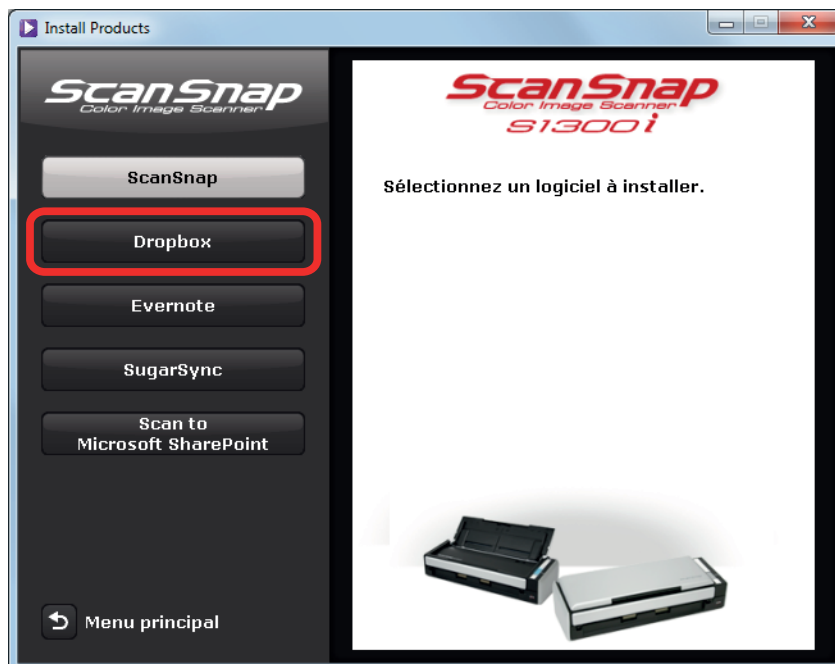 Install Products
ScanSnap
Color Image Scanner
ScanSnap
Color Image Scanner
S1300i
ScanSnap
Sélectionnez un logiciel à installer.
Dropbox
Evernote
SugarSync
Scan to
Microsoft SharePoint
Menu principal